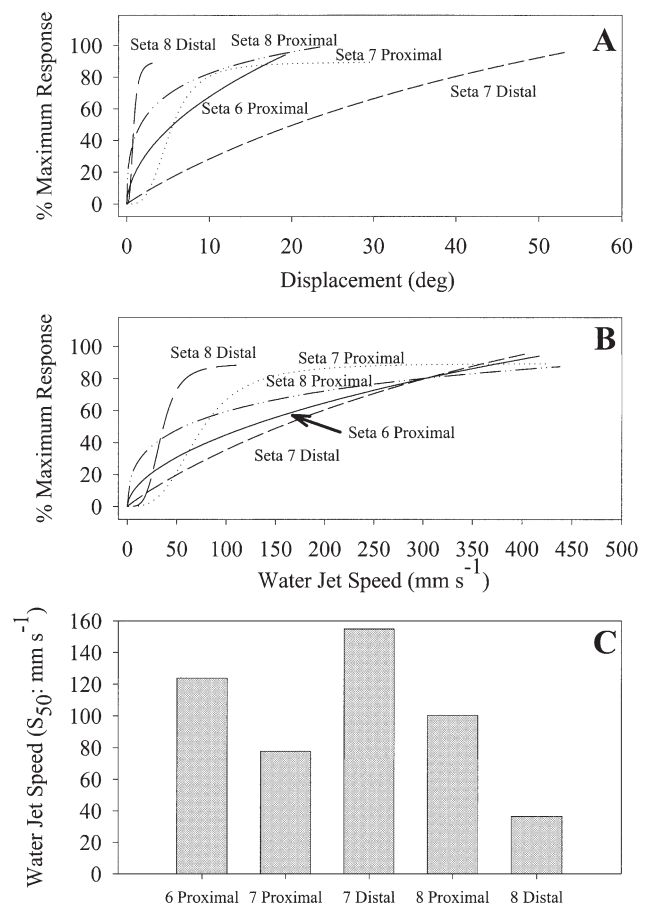 A
% Maximum Response
100
80
60
40
20
0
Seta 8 Distal
Seta 8 Proximal
Seta 7 Proximal
Seta 6 Proximal
Seta 7 Distal
0 10 20 30 40 50 60
Displacement (deg)
B
% Maximum Response
100
80
60
40
20
0
Seta 8 Distal
Seta 7 Proximal
Seta 8 Proximal
Seta 6 Proximal
Seta 7 Distal
0 50 100 150 200 250 300 350 400 450 500
Water Jet Speed (mm s⁻¹)
C
Water Jet Speed (S₅₀: mm s⁻¹)
160
140
120
100
80
60
40
20
0
6 Proximal 7 Proximal 7 Distal 8 Proximal 8 Distal